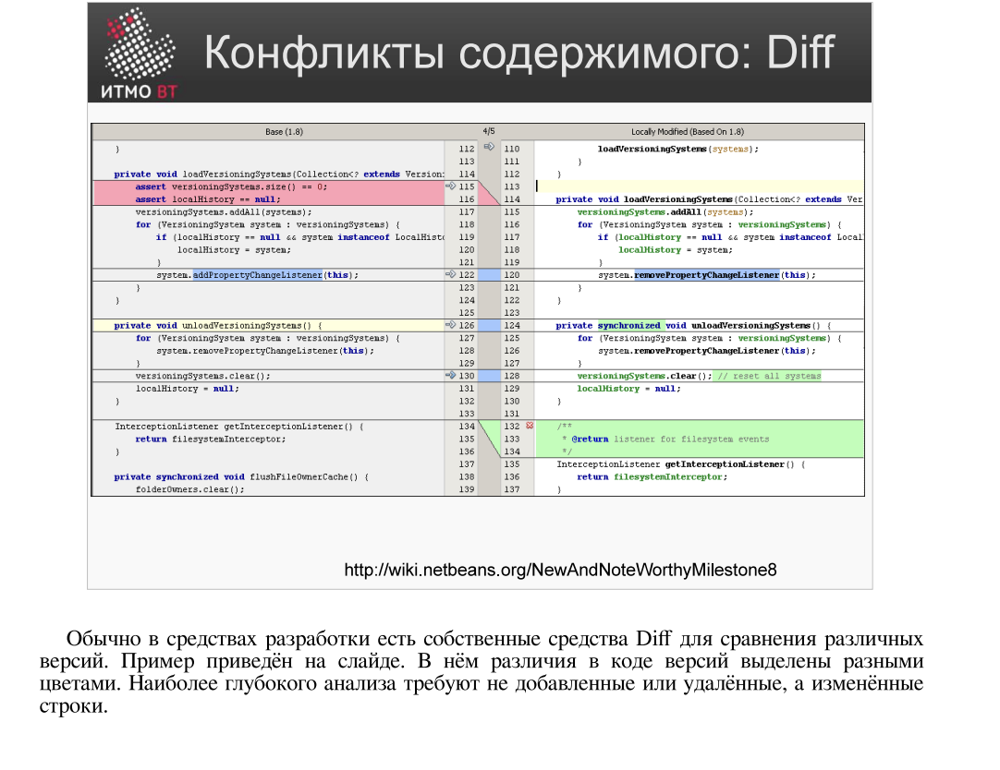 ИТМО ВТ
Конфликты содержимого: Diff
Base (1.8)
4/5
Locally Modified (Based On 1.8)
} 112 110 loadVersioningSystems(systems);
113 111 }
private void loadVersioningSystems(Collection<? extends Version: 114 112 }
assert versioningSystems.size() == 0; 115 113
assert localHistory == null; 116 114 private void loadVersioningSystems(Collection<? extends Ver
versioningSystems.addAll(systems); 117 115 versioningSystems.addAll(systems);
for (VersioningSystem system : versioningSystems) { 118 116 for (VersioningSystem system : versioningSystems) {
if (localHistory == null && system instanceof LocalHisto 119 117 if (localHistory == null && system instanceof Local
localHistory = system; 120 118 localHistory = system;
} 121 119 }
system.addPropertyChangeListener(this); 122 120 system.removePropertyChangeListener(this);
} 123 121 }
} 124 122 }
125 123
private void unloadVersioningSystems() { 126 124 private synchronized void unloadVersioningSystems() {
for (VersioningSystem system : versioningSystems) { 127 125 for (VersioningSystem system : versioningSystems) {
system.removePropertyChangeListener(this); 128 126 system.removePropertyChangeListener(this);
} 129 127 }
versioningSystems.clear(); 130 128 versioningSystems.clear(); // reset all systems
localHistory = null; 131 129 localHistory = null;
} 132 130 }
133 131
InterceptionListener getInterceptionListener() { 134 132 /**
return filesystemInterceptor; 135 133 * @return listener for filesystem events
} 136 134 */
137 135 InterceptionListener getInterceptionListener() {
private synchronized void flushFileOwnerCache() { 138 136 return filesystemInterceptor;
folderOwners.clear(); 139 137 }
http://wiki.netbeans.org/NewAndNoteWorthyMilestone8
Обычно в средствах разработки есть собственные средства Diff для сравнения различных
версий. Пример приведён на слайде. В нём различия в коде версий выделены разными
цветами. Наиболее глубокого анализа требуют не добавленные или удалённые, а изменённые
строки.